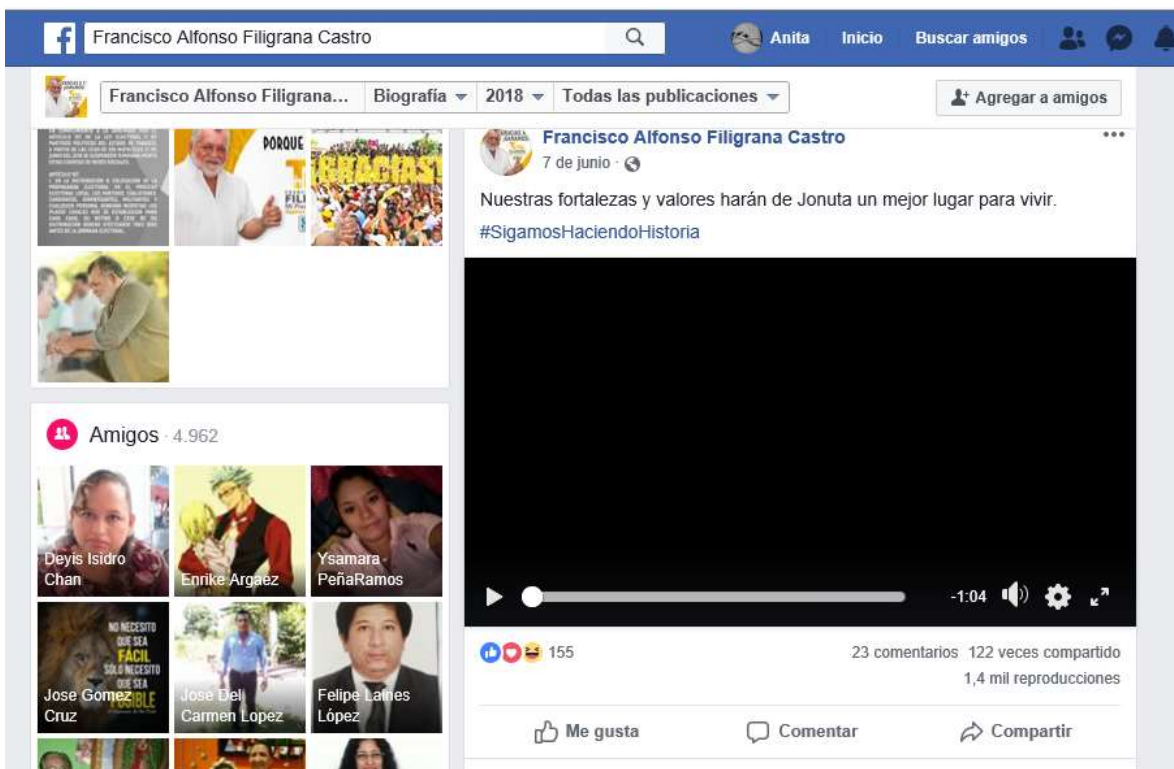 f
Francisco Alfonso Filigrana Castro
Anita
Inicio
Buscar amigos
Francisco Alfonso Filigrana...
Biografía
2018
Todas las publicaciones
Agregar a amigos
PORQUE
¡GRACIAS!
Amigos · 4.962
Deyis Isidro
Chan
Enrike Argaez
Ysamara
PeñaRamos
NO NECESITO
QUE SEA
FÁCIL
SÓLO NECESITO
QUE SEA
POSIBLE
Jose Gomez
Cruz
Jose Del
Carmen Lopez
Felipe Laines
López
Francisco Alfonso Filigrana Castro
7 de junio ·
Nuestras fortalezas y valores harán de Jonuta un mejor lugar para vivir.
#SigamosHaciendoHistoria
-1:04
155
23 comentarios 122 veces compartido
1,4 mil reproducciones
Me gusta
Comentar
Compartir